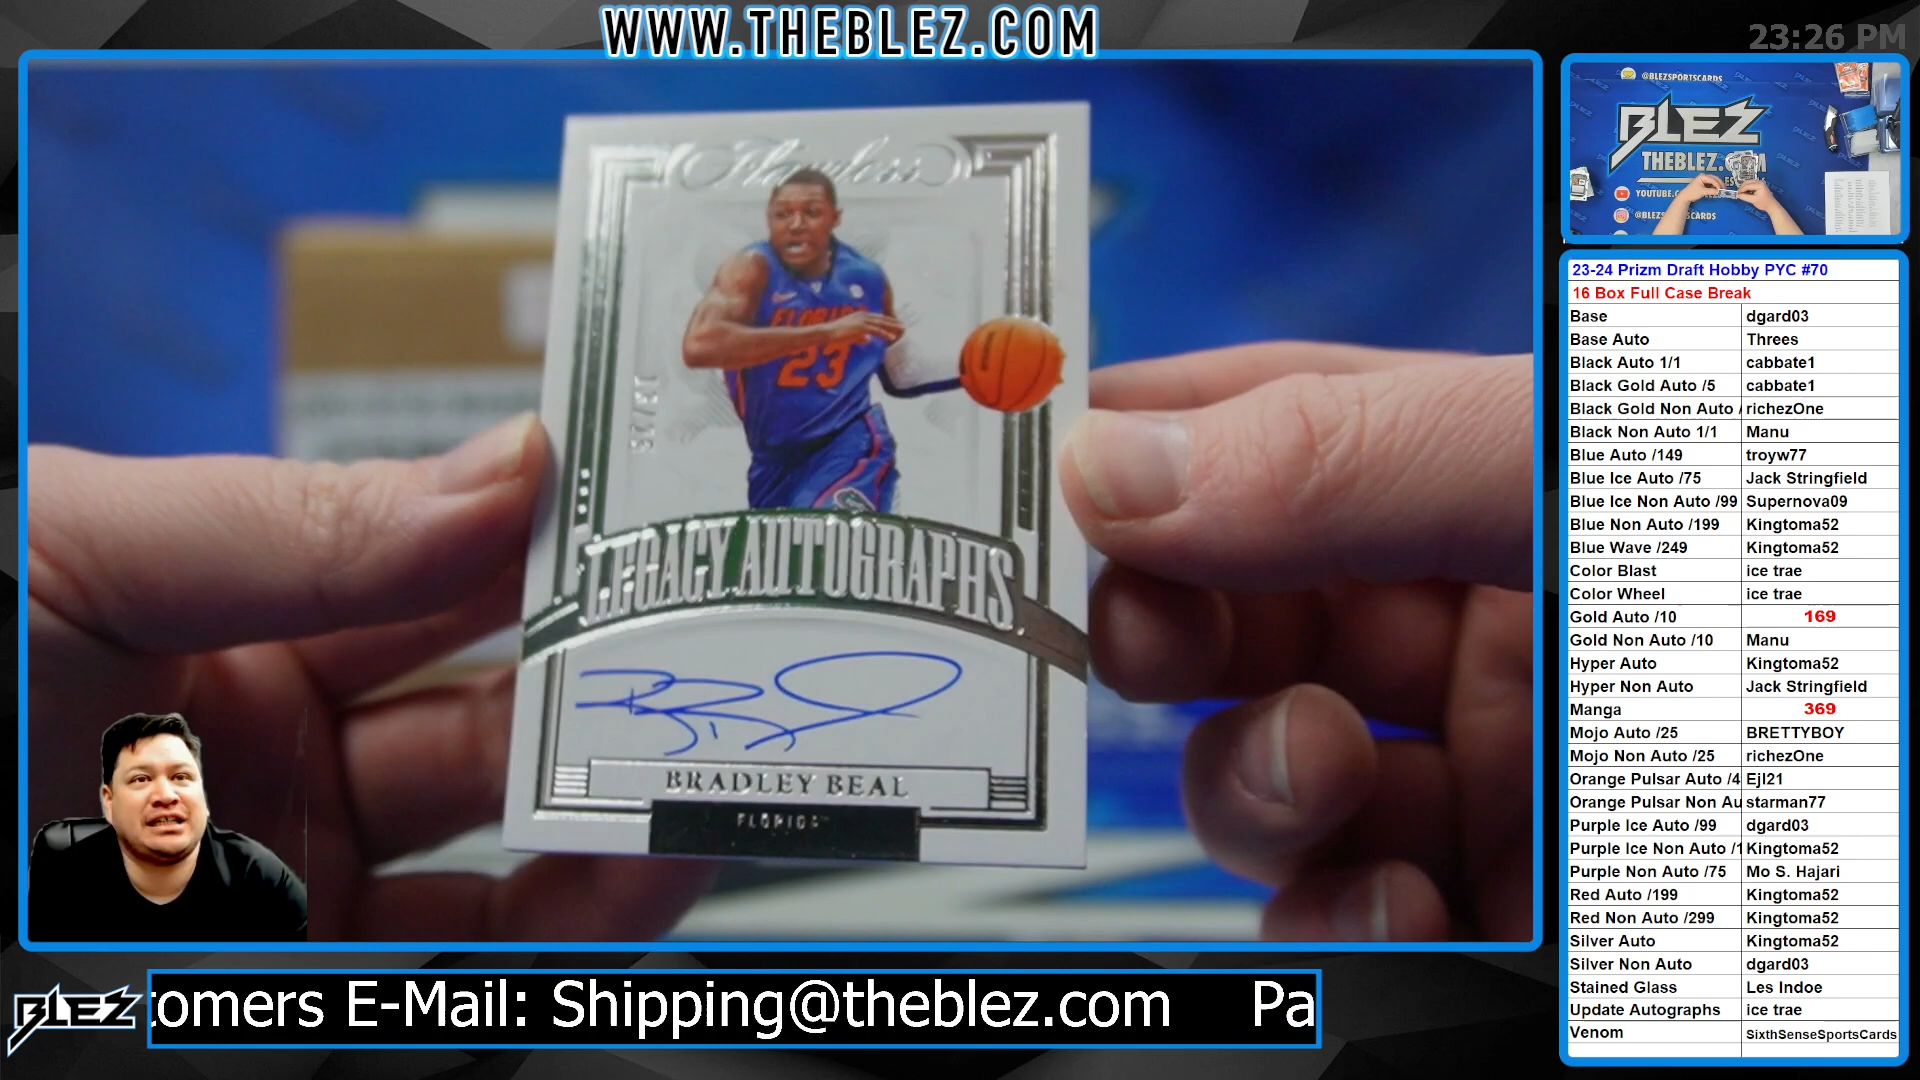 WWW.THEBLEZ.COM
23:26 PM
Flawless
FLORIDA
23
LEGACY AUTOGRAPHS
BRADLEY BEAL
FLORIDA
@BLEZSPORTSCARDS
BLEZ
THEBLEZ.
YOUTUBE.C
@BLEZS CARDS
23-24 Prizm Draft Hobby PYC #70
16 Box Full Case Break
Base dgard03
Base Auto Threes
Black Auto 1/1 cabbate1
Black Gold Auto /5 cabbate1
Black Gold Non Auto / richezOne
Black Non Auto 1/1 Manu
Blue Auto /149 troyw77
Blue Ice Auto /75 Jack Stringfield
Blue Ice Non Auto /99 Supernova09
Blue Non Auto /199 Kingtoma52
Blue Wave /249 Kingtoma52
Color Blast ice trae
Color Wheel ice trae
Gold Auto /10 169
Gold Non Auto /10 Manu
Hyper Auto Kingtoma52
Hyper Non Auto Jack Stringfield
Manga 369
Mojo Auto /25 BRETTYBOY
Mojo Non Auto /25 richezOne
Orange Pulsar Auto /4 Ejl21
Orange Pulsar Non Au starman77
Purple Ice Auto /99 dgard03
Purple Ice Non Auto /1 Kingtoma52
Purple Non Auto /75 Mo S. Hajari
Red Auto /199 Kingtoma52
Red Non Auto /299 Kingtoma52
Silver Auto Kingtoma52
Silver Non Auto dgard03
Stained Glass Les Indoe
Update Autographs ice trae
Venom SixthSenseSportsCards
BLEZ
tomers E-Mail: Shipping@theblez.com Pa